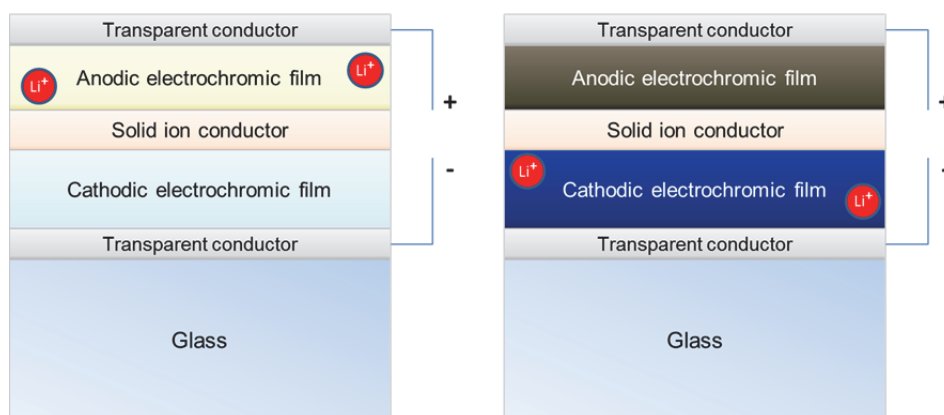 Transparent conductor
Li+
Anodic electrochromic film
Li+
+
Solid ion conductor
-
Cathodic electrochromic film
Transparent conductor
Glass
Transparent conductor
Anodic electrochromic film
+
Solid ion conductor
Li+
Cathodic electrochromic film
Li+
-
Transparent conductor
Glass